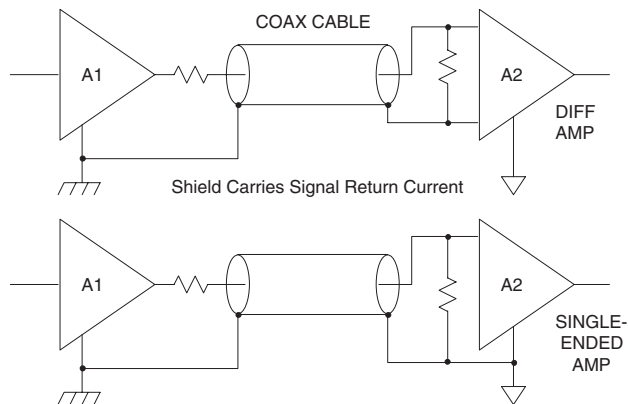 COAX CABLE
A1
A2
DIFF
AMP
Shield Carries Signal Return Current
A1
A2
SINGLE-
ENDED
AMP